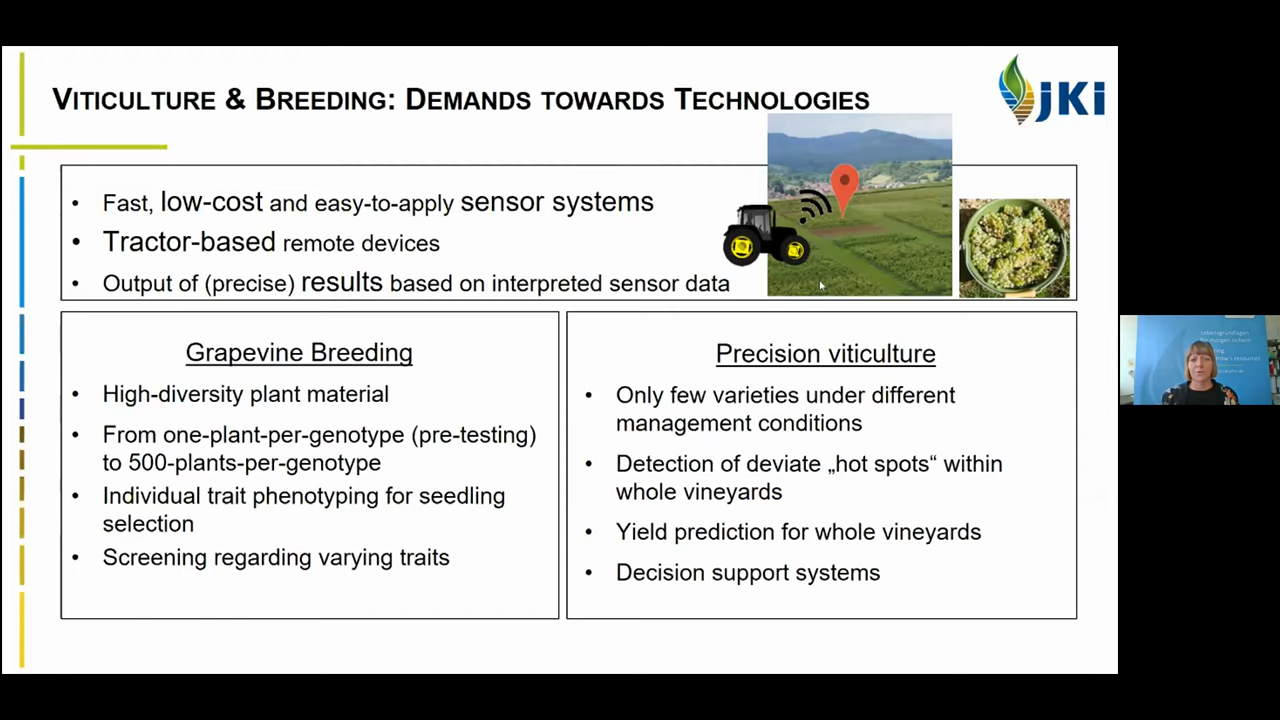 VITICULTURE & BREEDING: DEMANDS TOWARDS TECHNOLOGIES
JKi
• Fast, low-cost and easy-to-apply sensor systems
• Tractor-based remote devices
• Output of (precise) results based on interpreted sensor data
Grapevine Breeding
• High-diversity plant material
• From one-plant-per-genotype (pre-testing)
to 500-plants-per-genotype
• Individual trait phenotyping for seedling
selection
• Screening regarding varying traits
Precision viticulture
• Only few varieties under different
management conditions
• Detection of deviate „hot spots“ within
whole vineyards
• Yield prediction for whole vineyards
• Decision support systems
Lebensgrundlagen
für morgen sichern